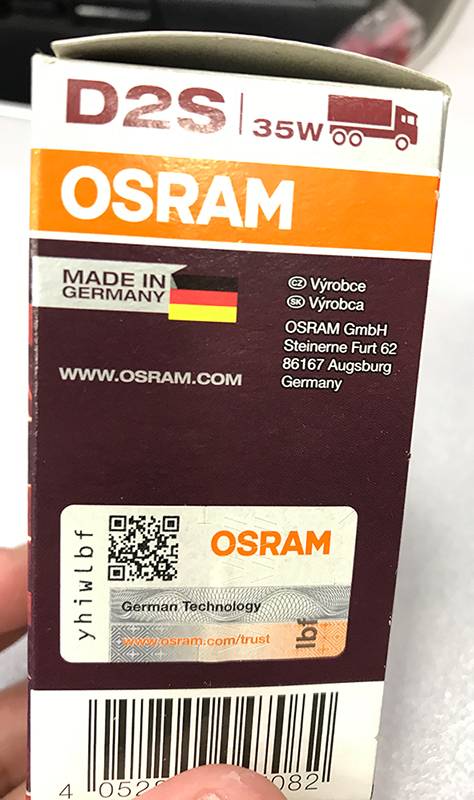 D2S 35W
OSRAM
MADE IN
GERMANY
CZ Výrobce
SK Výrobca
OSRAM GmbH
Steinerne Furt 62
86167 Augsburg
Germany
WWW.OSRAM.COM
yhiwlbf
OSRAM
German Technology
www.osram.com/trust
lbf
4